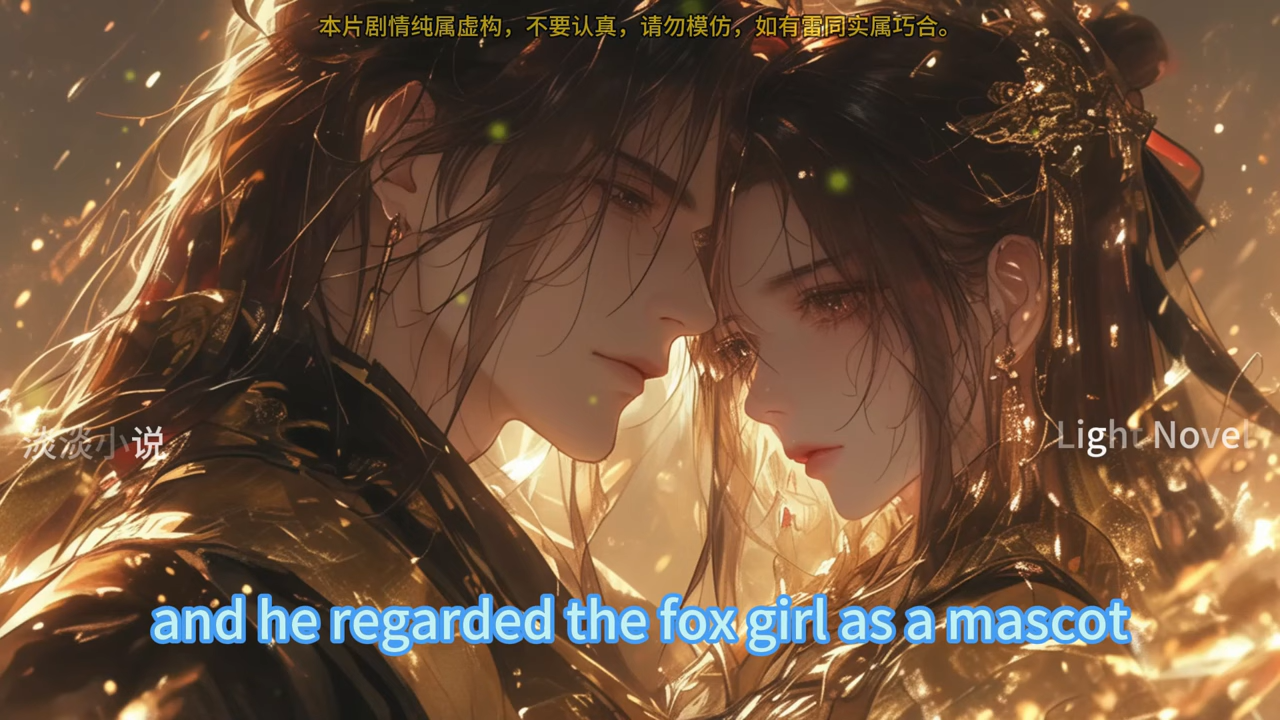 本片剧情纯属虚构，不要认真，请勿模仿，如有雷同实属巧合。
淡淡小说
Light Novel
and he regarded the fox girl as a mascot